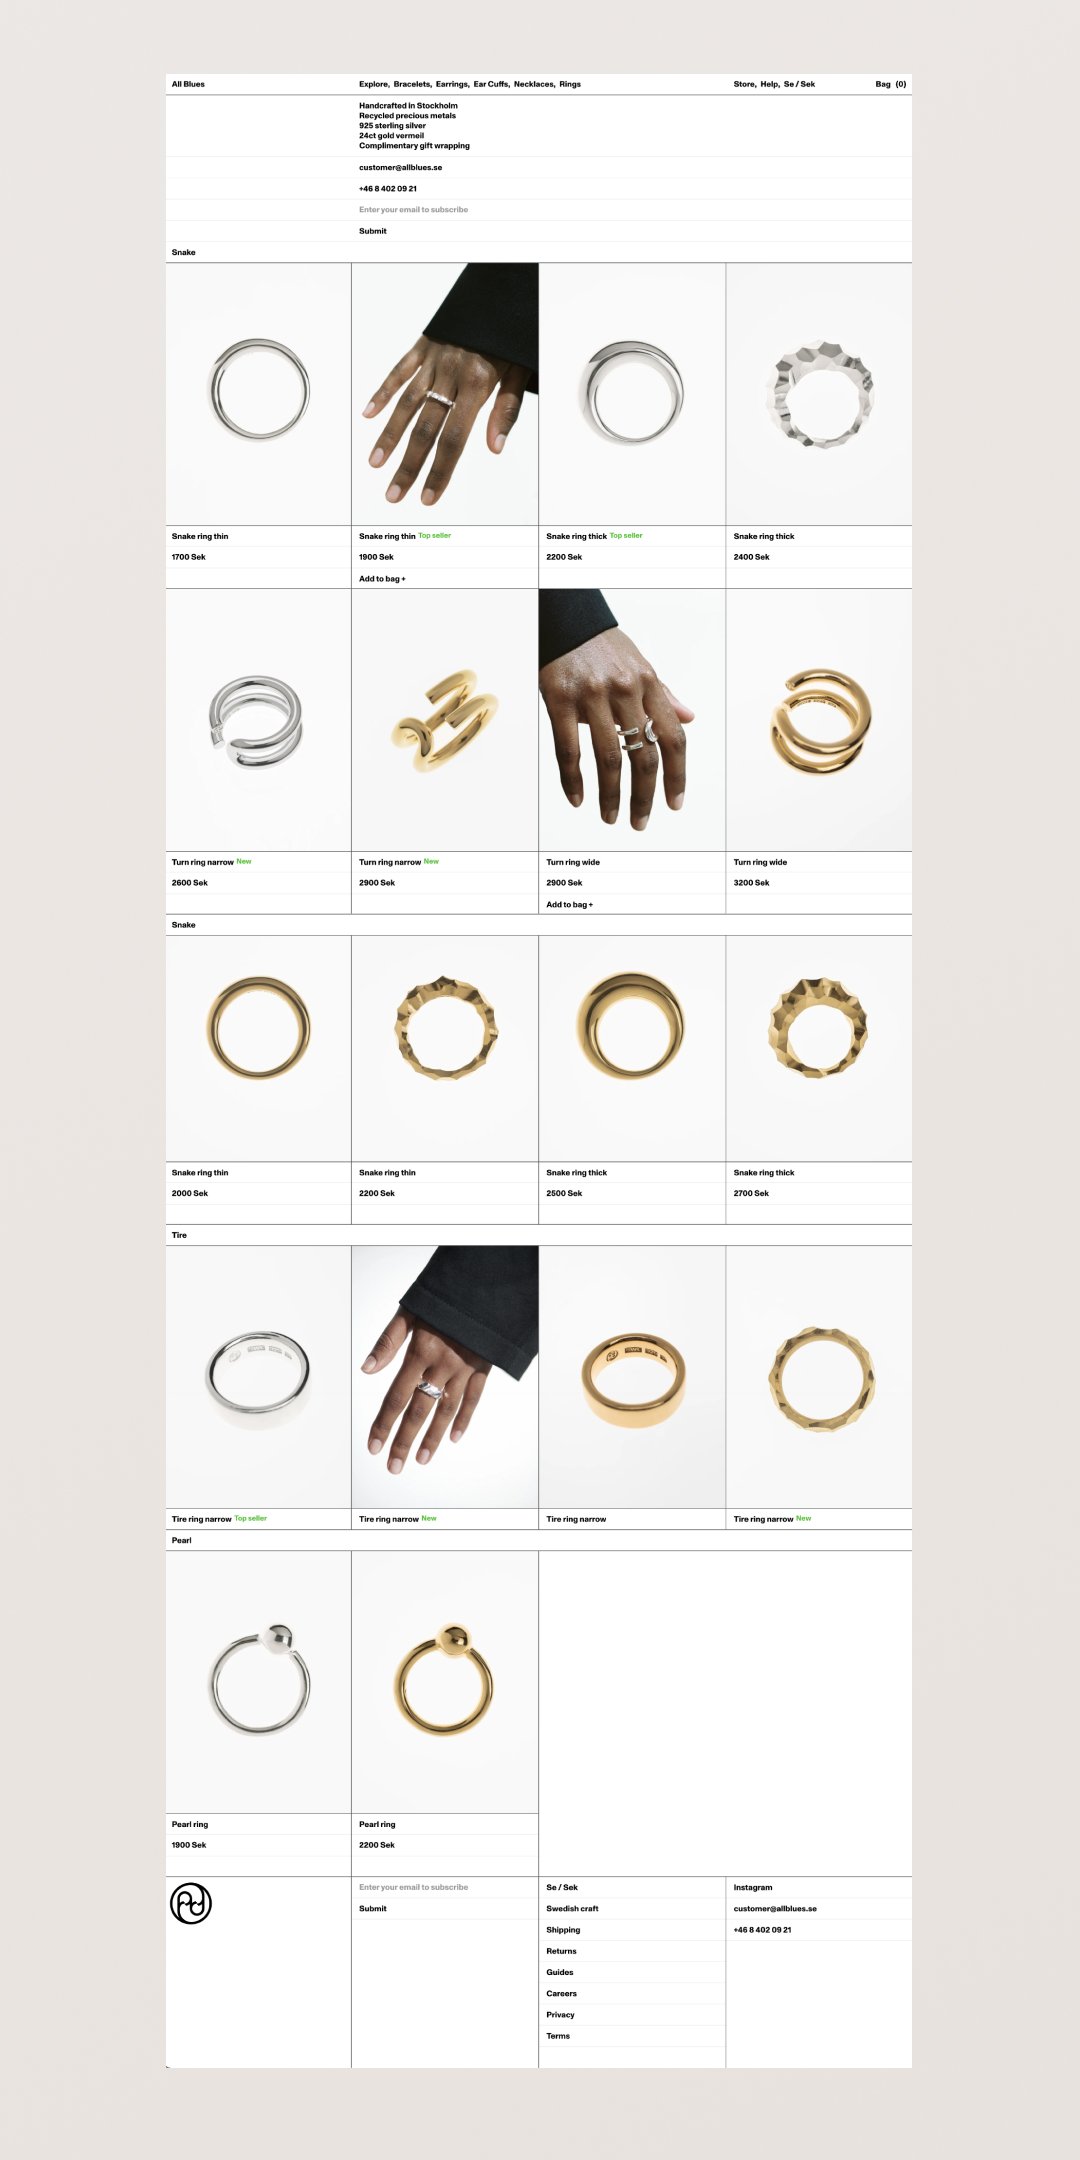 All Blues
Explore, Bracelets, Earrings, Ear Cuffs, Necklaces, Rings
Store, Help, Se / Sek
Bag (0)
Handcrafted in Stockholm
Recycled precious metals
925 sterling silver
24ct gold vermeil
Complimentary gift wrapping
customer@allblues.se
+46 8 402 09 21
Enter your email to subscribe
Submit
Snake
Snake ring thin
1700 Sek
Snake ring thin Top seller
1900 Sek
Add to bag +
Snake ring thick Top seller
2200 Sek
Snake ring thick
2400 Sek
Turn ring narrow New
2600 Sek
Turn ring narrow New
2900 Sek
Turn ring wide
2900 Sek
Add to bag +
Turn ring wide
3200 Sek
Snake
Snake ring thin
2000 Sek
Snake ring thin
2200 Sek
Snake ring thick
2500 Sek
Snake ring thick
2700 Sek
Tire
Tire ring narrow Top seller
Tire ring narrow New
Tire ring narrow
Tire ring narrow New
Pearl
Pearl ring
1900 Sek
Pearl ring
2200 Sek
Enter your email to subscribe
Submit
Se / Sek
Swedish craft
Shipping
Returns
Guides
Careers
Privacy
Terms
Instagram
customer@allblues.se
+46 8 402 09 21